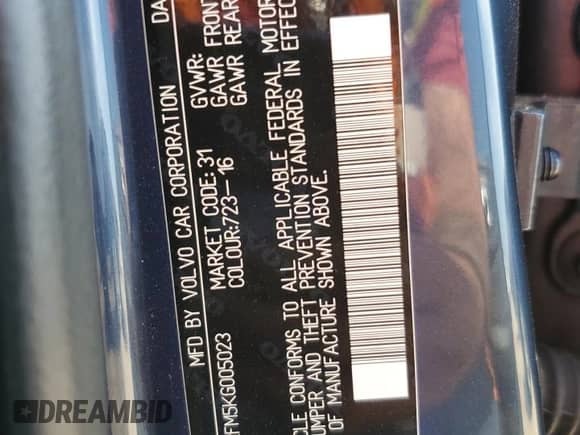 MFD BY VOLVO CAR CORPORATION DA
FM5KG005023
MARKET CODE: 31 GVWR:
COLOUR:723-16 GAWR FRONT
GAWR REAR
CLE CONFORMS TO ALL APPLICABLE FEDERAL MOTOR
UMPER AND THEFT PREVENTION STANDARDS IN EFFEC
OF MANUFACTURE SHOWN ABOVE.
DREAMBID